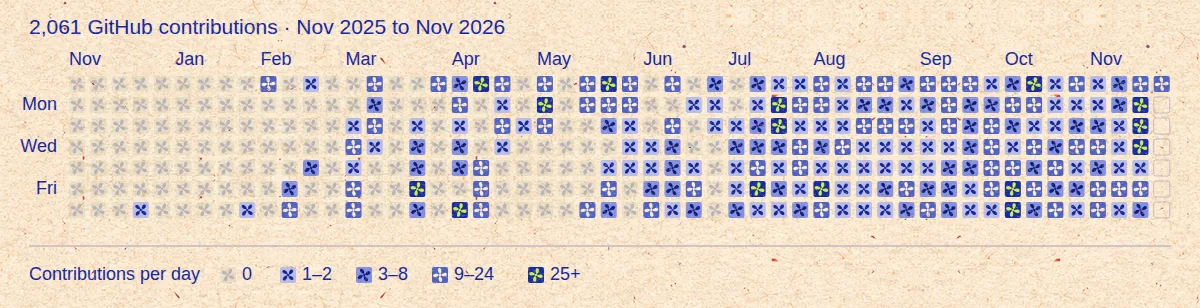 2,061 GitHub contributions · Nov 2025 to Nov 2026
Nov Jan Feb Mar Apr May Jun Jul Aug Sep Oct Nov
Mon
Wed
Fri
Contributions per day 0 1–2 3–8 9–24 25+